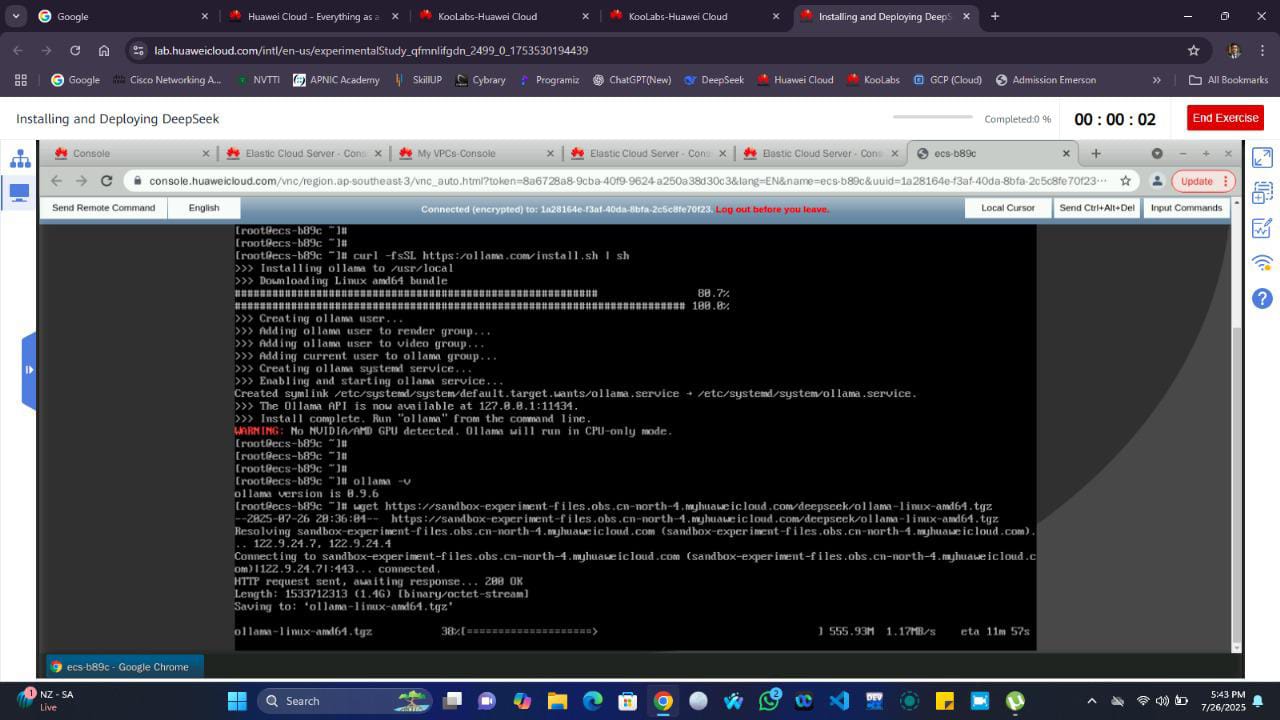 Google
Huawei Cloud - Everything as a
KooLabs-Huawei Cloud
KooLabs-Huawei Cloud
Installing and Deploying DeepS
lab.huaweicloud.com/intl/en-us/experimentalStudy_qfmnlifgdn_2499_0_1753530194439
Google
Cisco Networking A...
NVTTI
APNIC Academy
SkillUP
Cybrary
Programiz
ChatGPT(New)
DeepSeek
Huawei Cloud
KooLabs
GCP (Cloud)
Admission Emerson
All Bookmarks
Installing and Deploying DeepSeek
Completed:0 %
00 : 00 : 02
End Exercise
Console
Elastic Cloud Server - Cons
My VPCs-Console
Elastic Cloud Server - Cons
Elastic Cloud Server - Cons
ecs-b89c
console.huaweicloud.com/vnc/region.ap-southeast-3/vnc_auto.html?token=8a6728a8-9cba-40f9-9624-a250a38d30c3&lang=EN&name=ecs-b89c&uuid=1a28164e-f3af-40da-8bfa-2c5c8fe70f23···
Update
Send Remote Command
English
Connected (encrypted) to: 1a28164e-f3af-40da-8bfa-2c5c8fe70f23. Log out before you leave.
Local Cursor
Send Ctrl+Alt+Del
Input Commands
[root@ecs-b89c ~]#
[root@ecs-b89c ~]#
[root@ecs-b89c ~]# curl -fsSL https:/ollama.com/install.sh | sh
>>> Installing ollama to /usr/local
>>> Downloading Linux amd64 bundle
######################################################### 80.7%
####################################################################### 100.0%
>>> Creating ollama user...
>>> Adding ollama user to render group...
>>> Adding ollama user to video group...
>>> Adding current user to ollama group...
>>> Creating ollama systemd service...
>>> Enabling and starting ollama service...
Created symlink /etc/systemd/system/default.target.wants/ollama.service → /etc/systemd/system/ollama.service.
>>> The Ollama API is now available at 127.0.0.1:11434.
>>> Install complete. Run "ollama" from the command line.
WARNING: No NVIDIA/AMD GPU detected. Ollama will run in CPU-only mode.
[root@ecs-b89c ~]#
[root@ecs-b89c ~]#
[root@ecs-b89c ~]#
[root@ecs-b89c ~]# ollama -v
ollama version is 0.9.6
[root@ecs-b89c ~]# wget https://sandbox-experiment-files.obs.cn-north-4.myhuaweicloud.com/deepseek/ollama-linux-amd64.tgz
--2025-07-26 20:36:04-- https://sandbox-experiment-files.obs.cn-north-4.myhuaweicloud.com/deepseek/ollama-linux-amd64.tgz
Resolving sandbox-experiment-files.obs.cn-north-4.myhuaweicloud.com (sandbox-experiment-files.obs.cn-north-4.myhuaweicloud.com).
.. 122.9.24.7, 122.9.24.4
Connecting to sandbox-experiment-files.obs.cn-north-4.myhuaweicloud.com (sandbox-experiment-files.obs.cn-north-4.myhuaweicloud.c
om)|122.9.24.7|:443... connected.
HTTP request sent, awaiting response... 200 OK
Length: 1533712313 (1.4G) [binary/octet-stream]
Saving to: 'ollama-linux-amd64.tgz'
ollama-linux-amd64.tgz 38%[====================> ] 555.93M 1.17MB/s eta 11m 57s
ecs-b89c - Google Chrome
1
NZ - SA
Live
Search
2
5:43 PM
7/26/2025